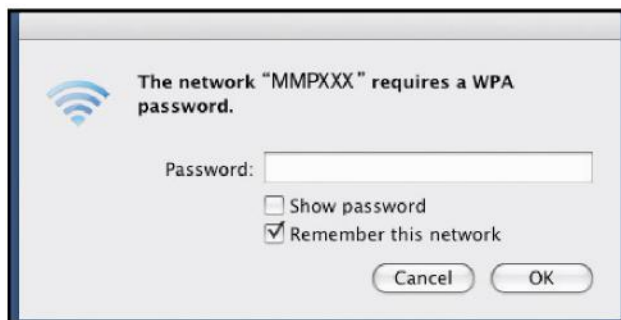 The network “MMPXXX” requires a WPA
password.
Password:
Show password
Remember this network
Cancel OK